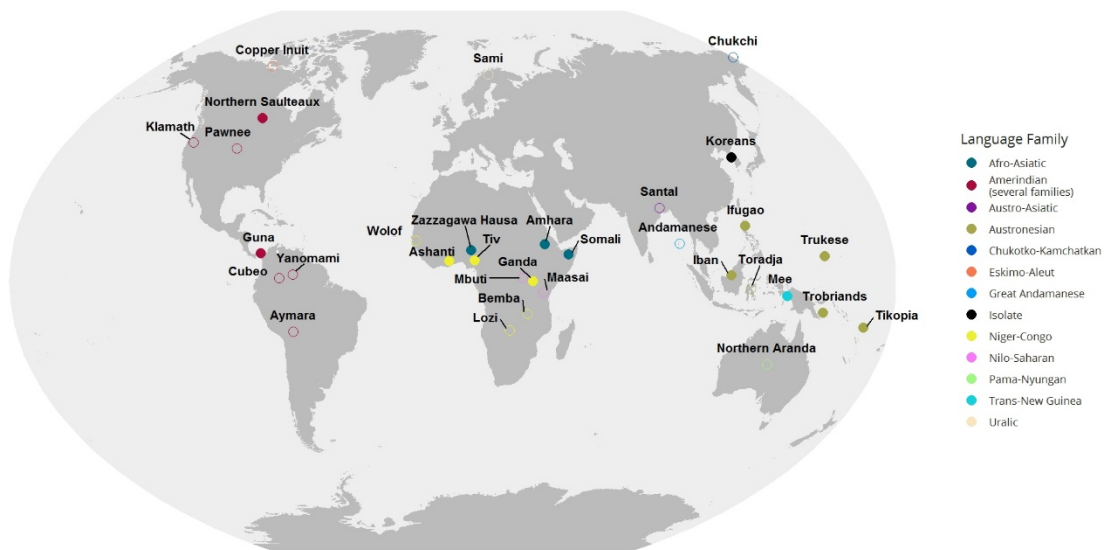 Chukchi
Copper Inuit
Sami
Northern Saulteaux
Klamath
Pawnee
Koreans
Santal
Ifugao
Zazzagawa Hausa
Amhara
Wolof
Andamanese
Guna
Tiv
Somali
Trukese
Ashanti
Yanomami
Ganda
Iban
Toradja
Cubeo
Mbuti
Maasai
Mee
Bemba
Trobriands
Aymara
Lozi
Tikopia
Northern Aranda
Language Family
Afro-Asiatic
Amerindian
(several families)
Austro-Asiatic
Austronesian
Chukotko-Kamchatkan
Eskimo-Aleut
Great Andamanese
Isolate
Niger-Congo
Nilo-Saharan
Pama-Nyungan
Trans-New Guinea
Uralic